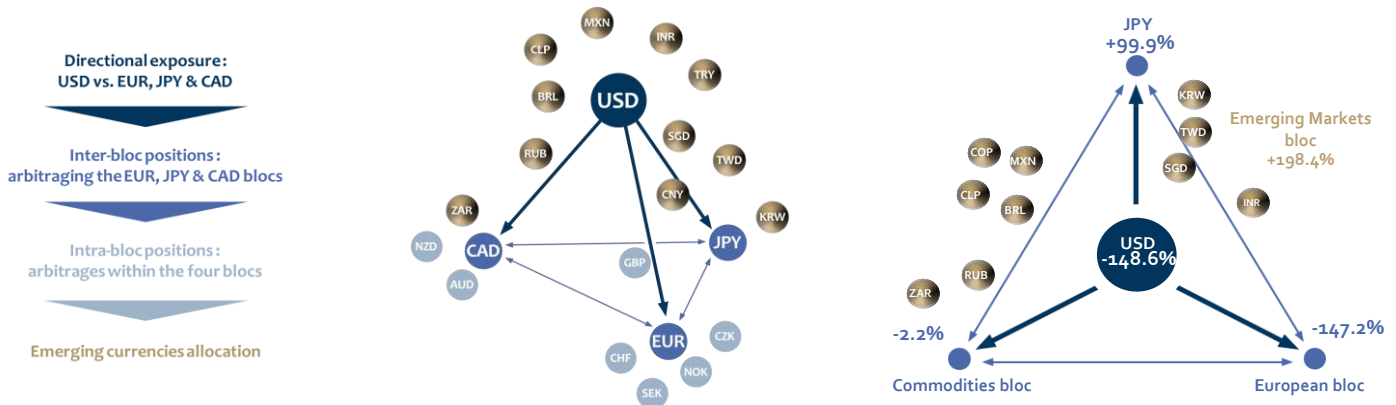 Directional exposure :
USD vs. EUR, JPY & CAD
Inter-bloc positions :
arbitraging the EUR, JPY & CAD blocs
Intra-bloc positions :
arbitrages within the four blocs
Emerging currencies allocation
MXN
INR
CLP
TRY
BRL
USD
SGD
RUB
TWD
CNY
ZAR
KRW
NZD
CAD
GBP
JPY
AUD
EUR
CZK
CHF
NOK
SEK
JPY
+99.9%
KRW
Emerging Markets
bloc
+198.4%
TWD
COP
MXN
SGD
CLP
BRL
INR
USD
-148.6%
RUB
ZAR
-2.2%
-147.2%
Commodities bloc
European bloc